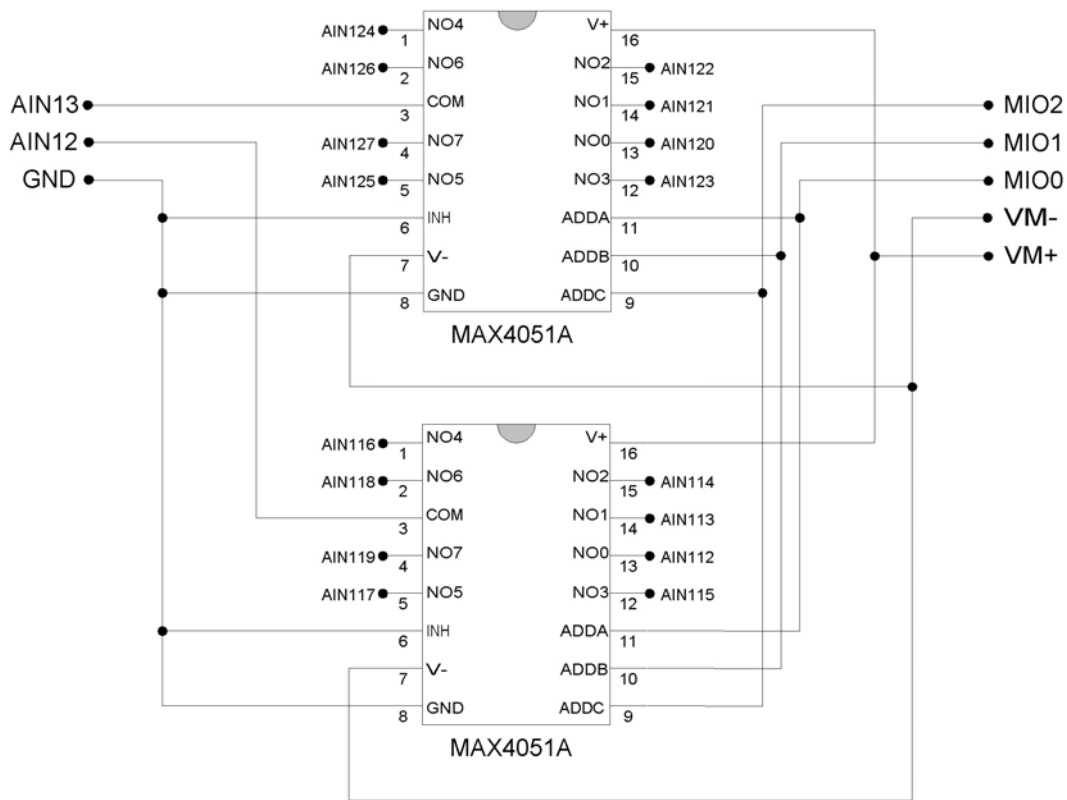 AIN124 1 NO4 V+ 16
AIN126 2 NO6 NO2 15 AIN122
AIN13 3 COM NO1 14 AIN121 MIO2
AIN12 AIN127 4 NO7 NO0 13 AIN120 MIO1
GND AIN125 5 NO5 NO3 12 AIN123 MIO0
6 INH ADDA 11 VM-
7 V- ADDB 10 VM+
8 GND ADDC 9
MAX4051A
AIN116 1 NO4 V+ 16
AIN118 2 NO6 NO2 15 AIN114
3 COM NO1 14 AIN113
AIN119 4 NO7 NO0 13 AIN112
AIN117 5 NO5 NO3 12 AIN115
6 INH ADDA 11
7 V- ADDB 10
8 GND ADDC 9
MAX4051A